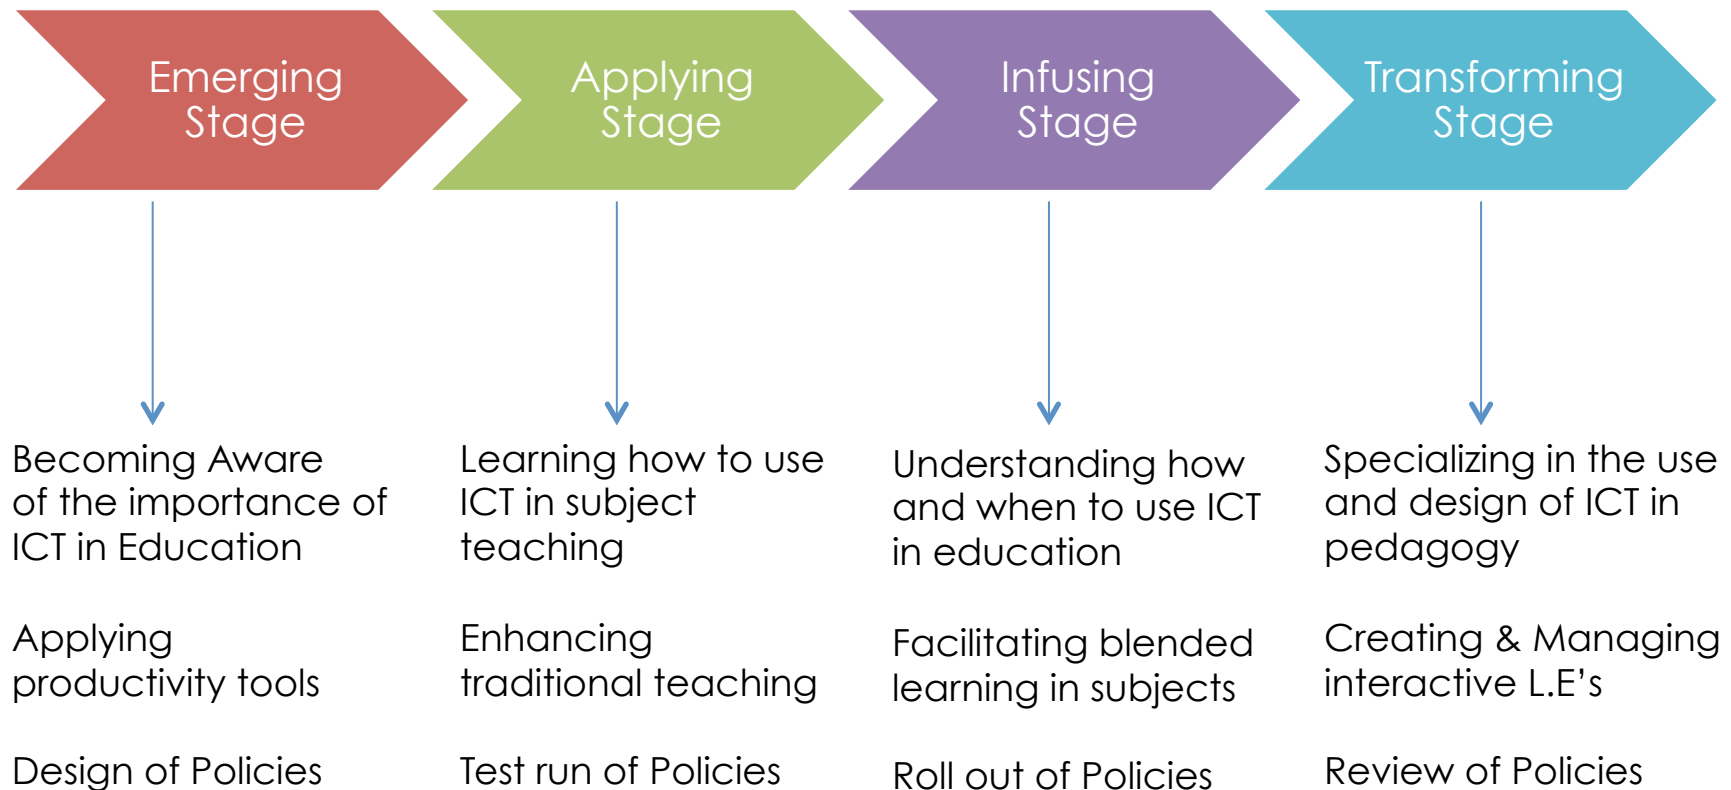 Emerging
Stage
Applying
Stage
Infusing
Stage
Transforming
Stage
Becoming Aware
of the importance of
ICT in Education
Applying
productivity tools
Design of Policies
Learning how to use
ICT in subject
teaching
Enhancing
traditional teaching
Test run of Policies
Understanding how
and when to use ICT
in education
Facilitating blended
learning in subjects
Roll out of Policies
Specializing in the use
and design of ICT in
pedagogy
Creating & Managing
interactive L.E’s
Review of Policies